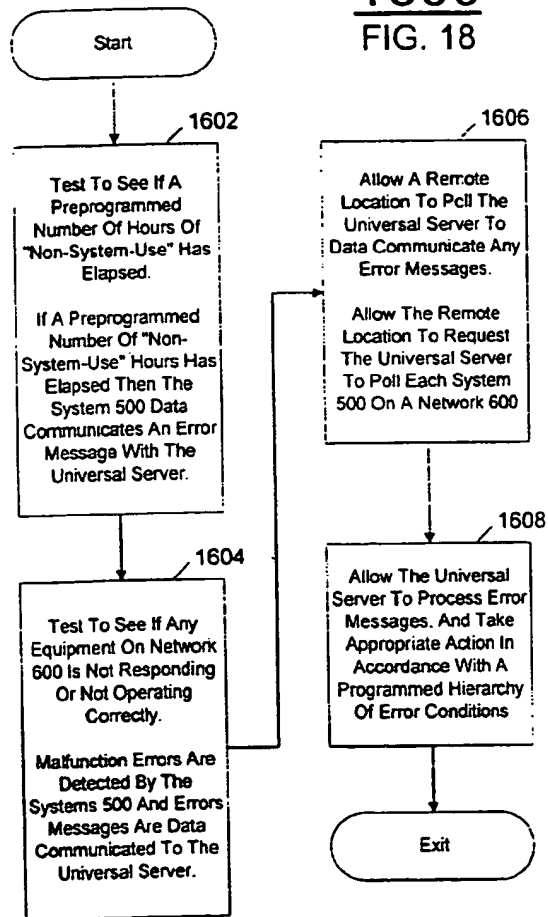 FIG. 18
Start
1602
Test To See If A
Preprogrammed
Number Of Hours Of
"Non-System-Use" Has
Elapsed.
If A Preprogrammed
Number Of "Non-
System-Use" Hours Has
Elapsed Then The
System 500 Data
Communicates An Error
Message With The
Universal Server.
1604
Test To See If Any
Equipment On Network
600 Is Not Responding
Or Not Operating
Correctly.
Malfunction Errors Are
Detected By The
Systems 500 And Errors
Messages Are Data
Communicated To The
Universal Server.
1606
Allow A Remote
Location To Poll The
Universal Server To
Data Communicate Any
Error Messages.
Allow The Remote
Location To Request
The Universal Server
To Poll Each System
500 On A Network 600
1608
Allow The Universal
Server To Process Error
Messages. And Take
Appropriate Action In
Accordance With A
Programmed Hierarchy
Of Error Conditions
Exit